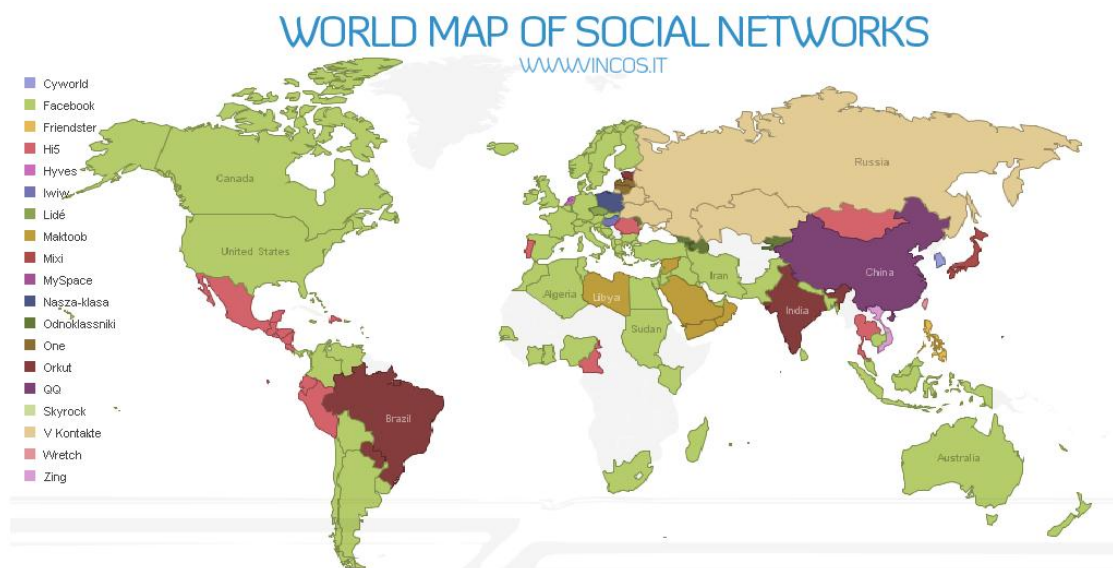 WORLD MAP OF SOCIAL NETWORKS
WWW.VINCOS.IT
Cyworld
Facebook
Friendster
Hi5
Hyves
Iwiw
Lidé
Maktoob
Mixi
MySpace
Nasza-klasa
Odnoklassniki
One
Orkut
QQ
Skyrock
V Kontakte
Wretch
Zing
Canada
Russia
United States
China
Iran
Algeria
Libya
India
Sudan
Brazil
Australia